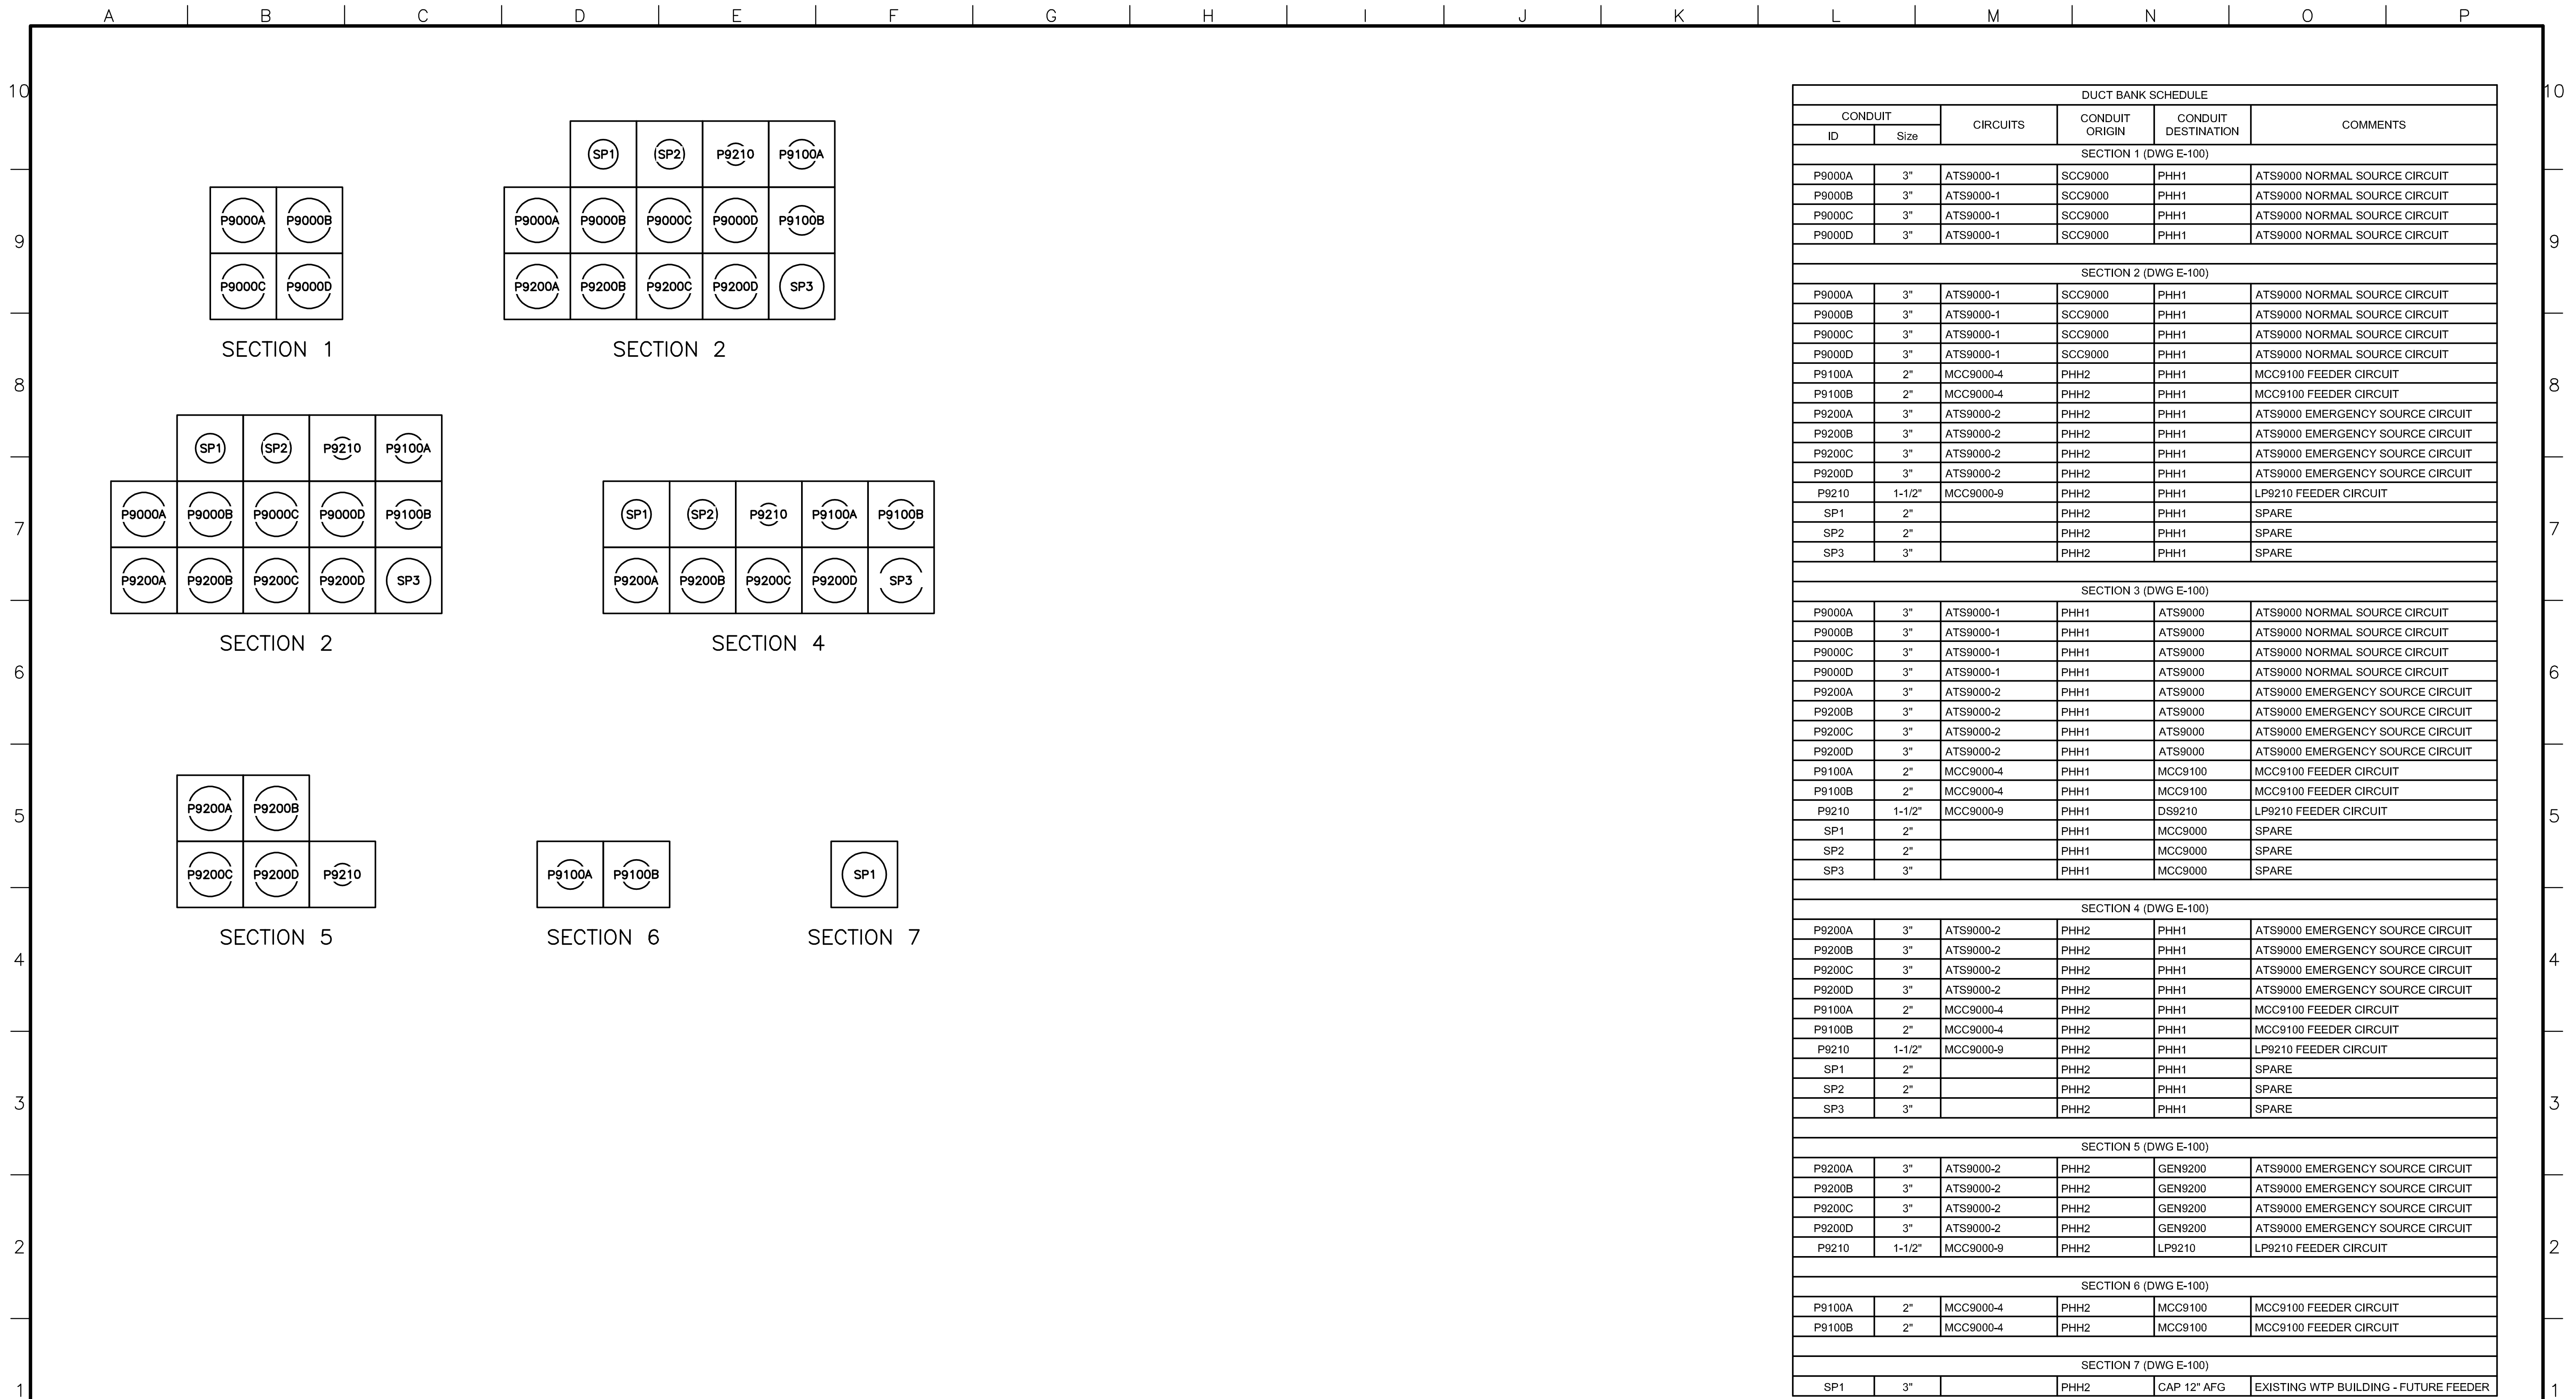 A B C D E F G H I J K L M N O P
10
9
8
7
6
5
4
3
2
1
SP1 SP2 P9210 P9100A
P9000A P9000B
P9000C P9000D
SECTION 1
P9000A P9000B P9000C P9000D P9100B
P9200A P9200B P9200C P9200D SP3
SECTION 2
SP1 SP2 P9210 P9100A
P9000A P9000B P9000C P9000D P9100B
P9200A P9200B P9200C P9200D SP3
SECTION 2
SP1 SP2 P9210 P9100A P9100B
P9200A P9200B P9200C P9200D SP3
SECTION 4
P9200A P9200B
P9200C P9200D P9210
SECTION 5
P9100A P9100B
SECTION 6
SP1
SECTION 7
DUCT BANK SCHEDULE
CONDUIT CIRCUITS CONDUIT ORIGIN CONDUIT DESTINATION COMMENTS
ID Size
SECTION 1 (DWG E-100)
P9000A 3" ATS9000-1 SCC9000 PHH1 ATS9000 NORMAL SOURCE CIRCUIT
P9000B 3" ATS9000-1 SCC9000 PHH1 ATS9000 NORMAL SOURCE CIRCUIT
P9000C 3" ATS9000-1 SCC9000 PHH1 ATS9000 NORMAL SOURCE CIRCUIT
P9000D 3" ATS9000-1 SCC9000 PHH1 ATS9000 NORMAL SOURCE CIRCUIT
SECTION 2 (DWG E-100)
P9000A 3" ATS9000-1 SCC9000 PHH1 ATS9000 NORMAL SOURCE CIRCUIT
P9000B 3" ATS9000-1 SCC9000 PHH1 ATS9000 NORMAL SOURCE CIRCUIT
P9000C 3" ATS9000-1 SCC9000 PHH1 ATS9000 NORMAL SOURCE CIRCUIT
P9000D 3" ATS9000-1 SCC9000 PHH1 ATS9000 NORMAL SOURCE CIRCUIT
P9100A 2" MCC9000-4 PHH2 PHH1 MCC9100 FEEDER CIRCUIT
P9100B 2" MCC9000-4 PHH2 PHH1 MCC9100 FEEDER CIRCUIT
P9200A 3" ATS9000-2 PHH2 PHH1 ATS9000 EMERGENCY SOURCE CIRCUIT
P9200B 3" ATS9000-2 PHH2 PHH1 ATS9000 EMERGENCY SOURCE CIRCUIT
P9200C 3" ATS9000-2 PHH2 PHH1 ATS9000 EMERGENCY SOURCE CIRCUIT
P9200D 3" ATS9000-2 PHH2 PHH1 ATS9000 EMERGENCY SOURCE CIRCUIT
P9210 1-1/2" MCC9000-9 PHH2 PHH1 LP9210 FEEDER CIRCUIT
SP1 2" PHH2 PHH1 SPARE
SP2 2" PHH2 PHH1 SPARE
SP3 3" PHH2 PHH1 SPARE
SECTION 3 (DWG E-100)
P9000A 3" ATS9000-1 PHH1 ATS9000 ATS9000 NORMAL SOURCE CIRCUIT
P9000B 3" ATS9000-1 PHH1 ATS9000 ATS9000 NORMAL SOURCE CIRCUIT
P9000C 3" ATS9000-1 PHH1 ATS9000 ATS9000 NORMAL SOURCE CIRCUIT
P9000D 3" ATS9000-1 PHH1 ATS9000 ATS9000 NORMAL SOURCE CIRCUIT
P9200A 3" ATS9000-2 PHH1 ATS9000 ATS9000 EMERGENCY SOURCE CIRCUIT
P9200B 3" ATS9000-2 PHH1 ATS9000 ATS9000 EMERGENCY SOURCE CIRCUIT
P9200C 3" ATS9000-2 PHH1 ATS9000 ATS9000 EMERGENCY SOURCE CIRCUIT
P9200D 3" ATS9000-2 PHH1 ATS9000 ATS9000 EMERGENCY SOURCE CIRCUIT
P9100A 2" MCC9000-4 PHH1 MCC9100 MCC9100 FEEDER CIRCUIT
P9100B 2" MCC9000-4 PHH1 MCC9100 MCC9100 FEEDER CIRCUIT
P9210 1-1/2" MCC9000-9 PHH1 DS9210 LP9210 FEEDER CIRCUIT
SP1 2" PHH1 MCC9000 SPARE
SP2 2" PHH1 MCC9000 SPARE
SP3 3" PHH1 MCC9000 SPARE
SECTION 4 (DWG E-100)
P9200A 3" ATS9000-2 PHH2 PHH1 ATS9000 EMERGENCY SOURCE CIRCUIT
P9200B 3" ATS9000-2 PHH2 PHH1 ATS9000 EMERGENCY SOURCE CIRCUIT
P9200C 3" ATS9000-2 PHH2 PHH1 ATS9000 EMERGENCY SOURCE CIRCUIT
P9200D 3" ATS9000-2 PHH2 PHH1 ATS9000 EMERGENCY SOURCE CIRCUIT
P9100A 2" MCC9000-4 PHH2 PHH1 MCC9100 FEEDER CIRCUIT
P9100B 2" MCC9000-4 PHH2 PHH1 MCC9100 FEEDER CIRCUIT
P9210 1-1/2" MCC9000-9 PHH2 PHH1 LP9210 FEEDER CIRCUIT
SP1 2" PHH2 PHH1 SPARE
SP2 2" PHH2 PHH1 SPARE
SP3 3" PHH2 PHH1 SPARE
SECTION 5 (DWG E-100)
P9200A 3" ATS9000-2 PHH2 GEN9200 ATS9000 EMERGENCY SOURCE CIRCUIT
P9200B 3" ATS9000-2 PHH2 GEN9200 ATS9000 EMERGENCY SOURCE CIRCUIT
P9200C 3" ATS9000-2 PHH2 GEN9200 ATS9000 EMERGENCY SOURCE CIRCUIT
P9200D 3" ATS9000-2 PHH2 GEN9200 ATS9000 EMERGENCY SOURCE CIRCUIT
P9210 1-1/2" MCC9000-9 PHH2 LP9210 LP9210 FEEDER CIRCUIT
SECTION 6 (DWG E-100)
P9100A 2" MCC9000-4 PHH2 MCC9100 MCC9100 FEEDER CIRCUIT
P9100B 2" MCC9000-4 PHH2 MCC9100 MCC9100 FEEDER CIRCUIT
SECTION 7 (DWG E-100)
SP1 3" PHH2 CAP 12" AFG EXISTING WTP BUILDING - FUTURE FEEDER
10
9
8
7
6
5
4
3
2
1